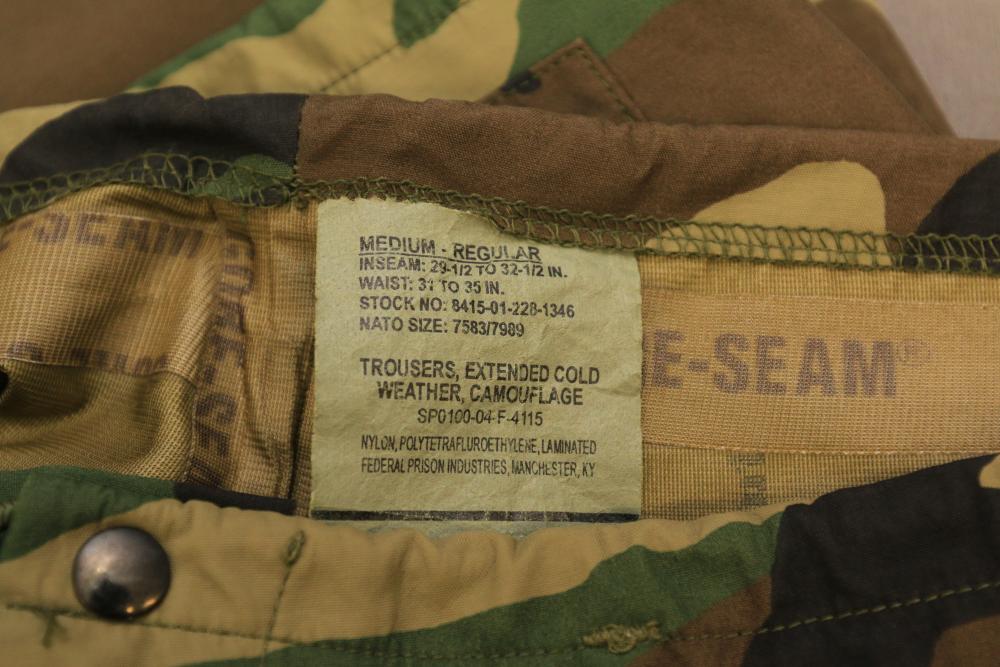 MEDIUM - REGULAR
INSEAM: 29-1/2 TO 32-1/2 IN.
WAIST: 31 TO 35 IN.
STOCK NO: 8415-01-228-1346
NATO SIZE: 7583/7989
TROUSERS, EXTENDED COLD
WEATHER, CAMOUFLAGE
SP0100-04-F-4115
NYLON, POLYTETRAFLUROETHYLENE, LAMINATED
FEDERAL PRISON INDUSTRIES, MANCHESTER, KY
E-SEAM